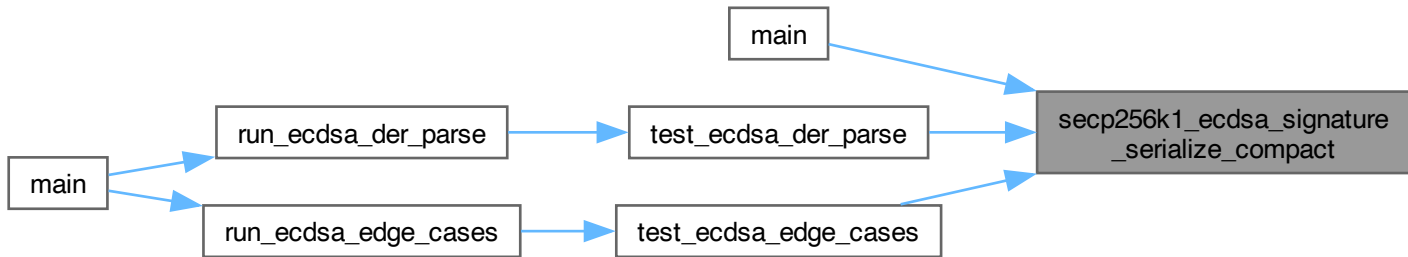 main
secp256k1_ecdsa_signature
_serialize_compact
run_ecdsa_der_parse
test_ecdsa_der_parse
main
run_ecdsa_edge_cases
test_ecdsa_edge_cases